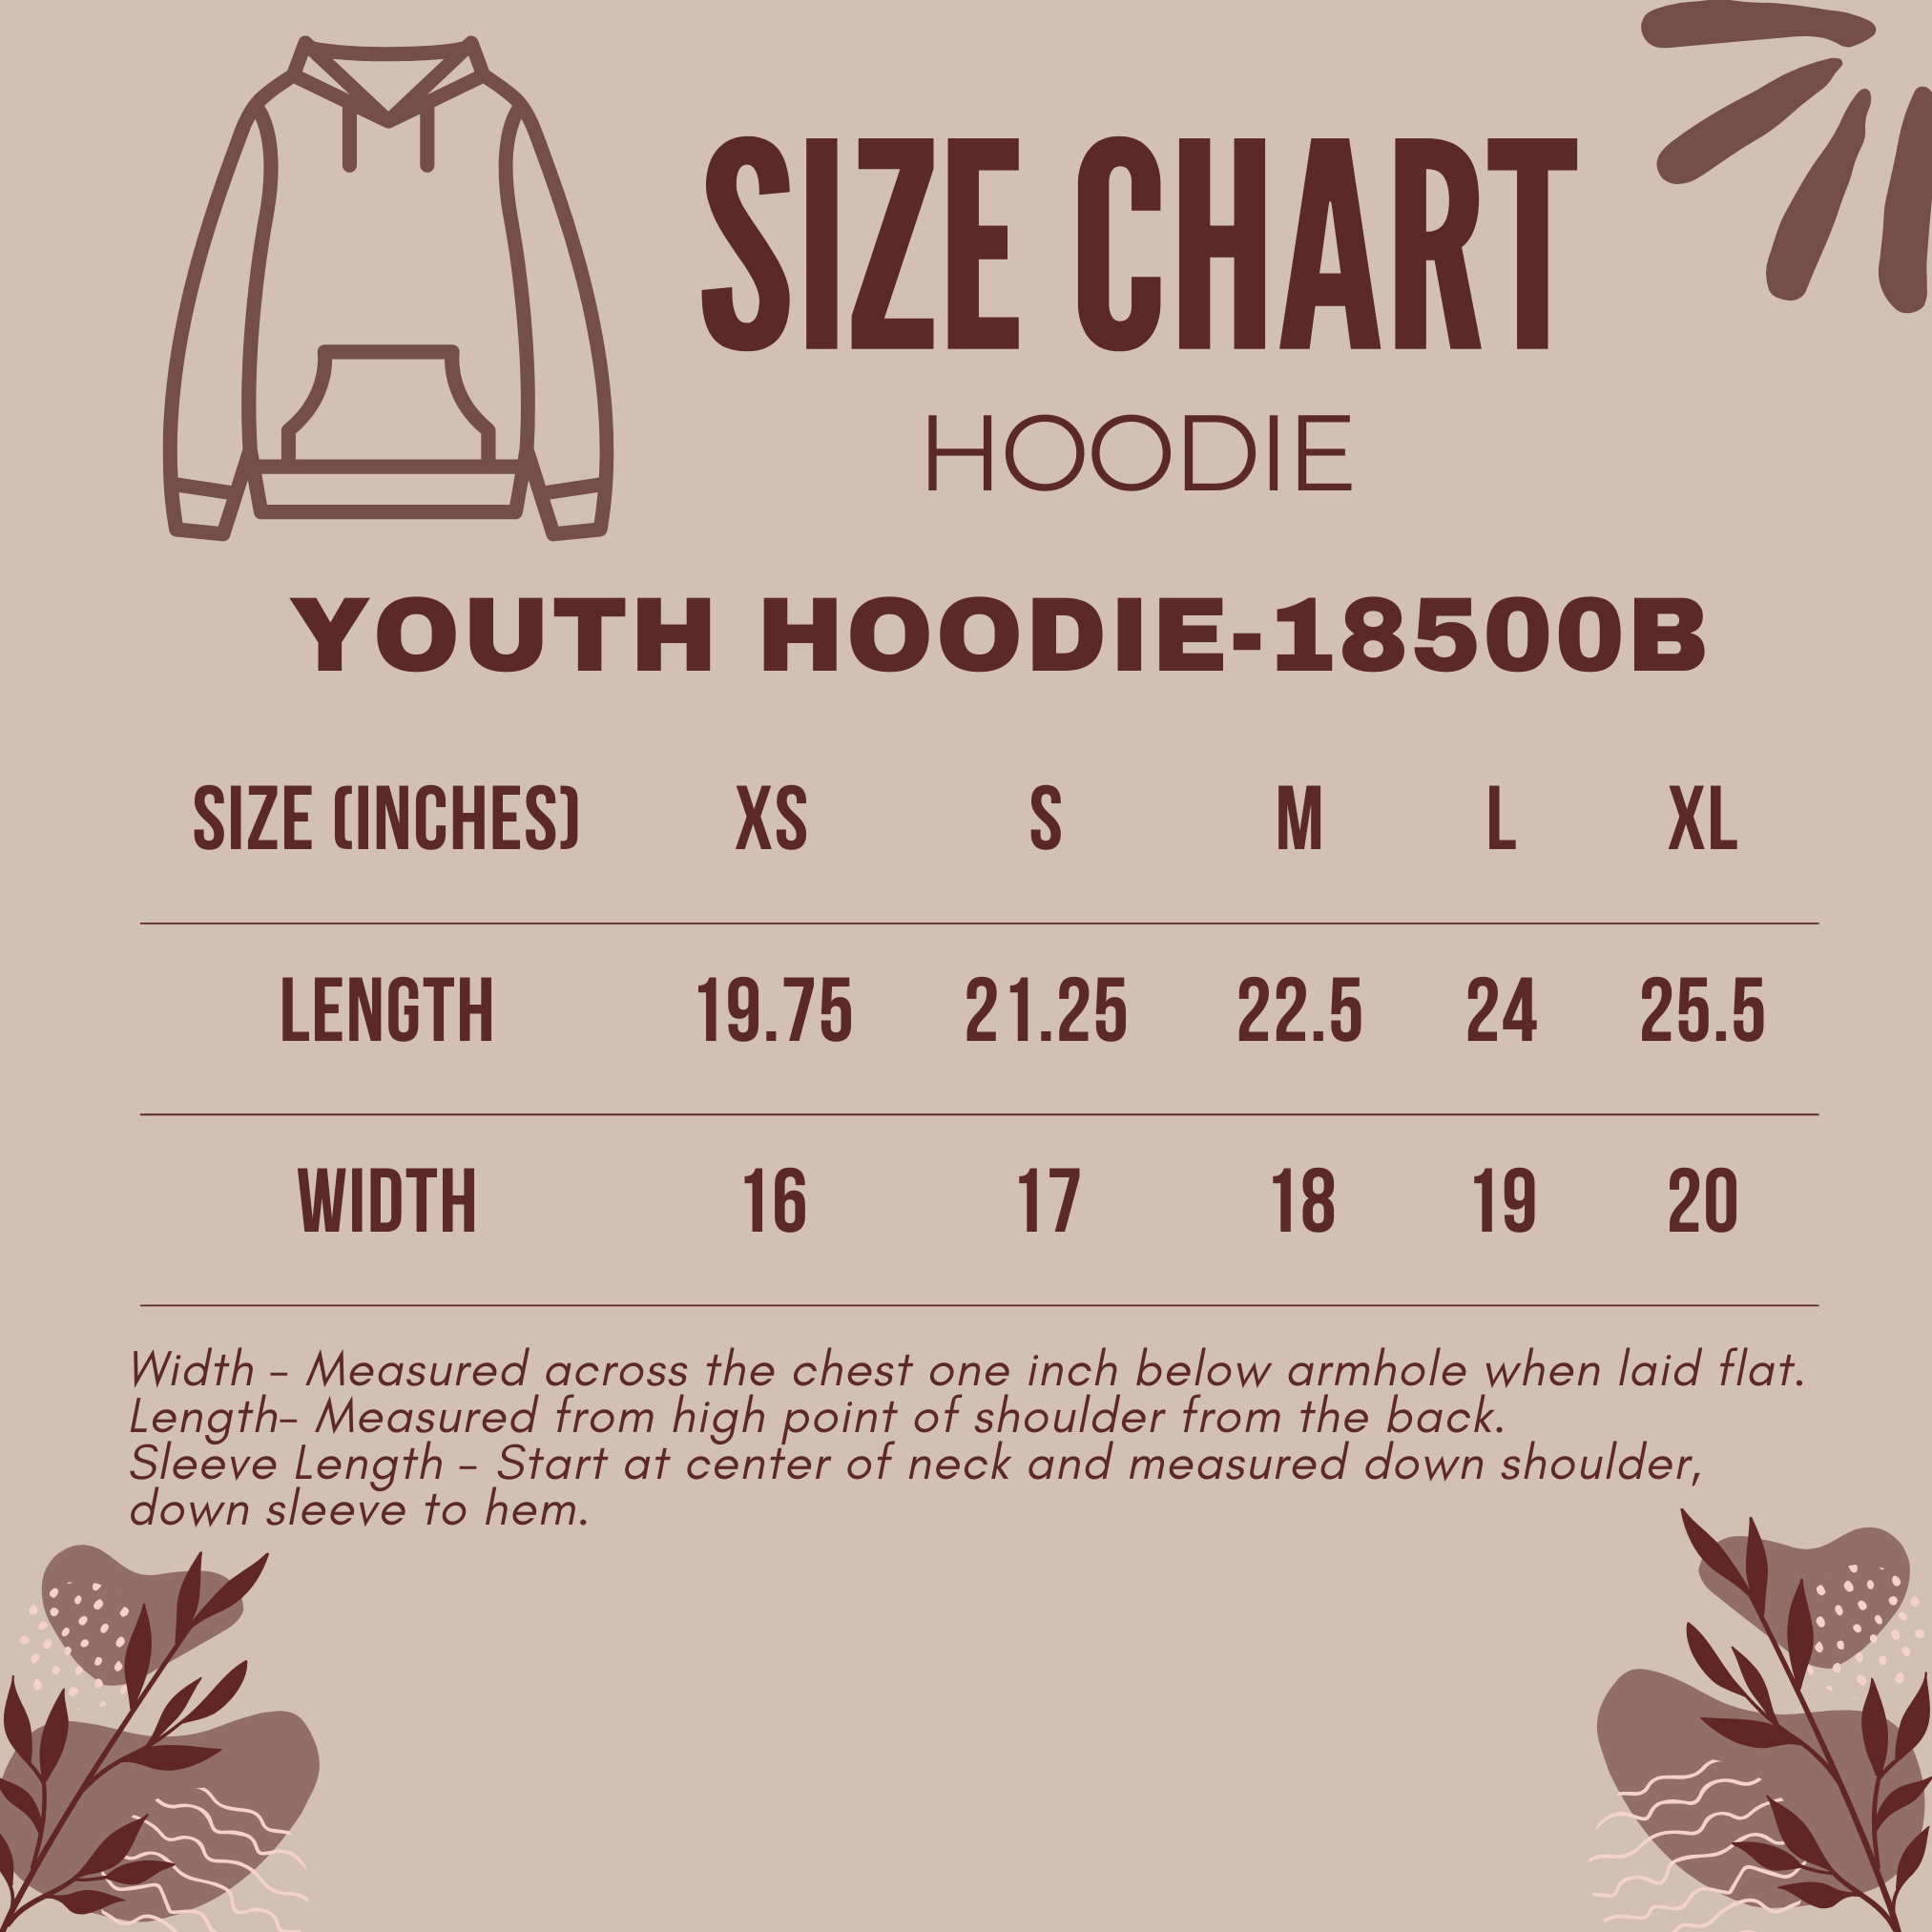 SIZE CHART
HOODIE
YOUTH HOODIE-18500B
SIZE (INCHES) XS S M L XL
LENGTH 19.75 21.25 22.5 24 25.5
WIDTH 16 17 18 19 20
Width - Measured across the chest one inch below armhole when laid flat.
Length- Measured from high point of shoulder from the back.
Sleeve Length - Start at center of neck and measured down shoulder,
down sleeve to hem.